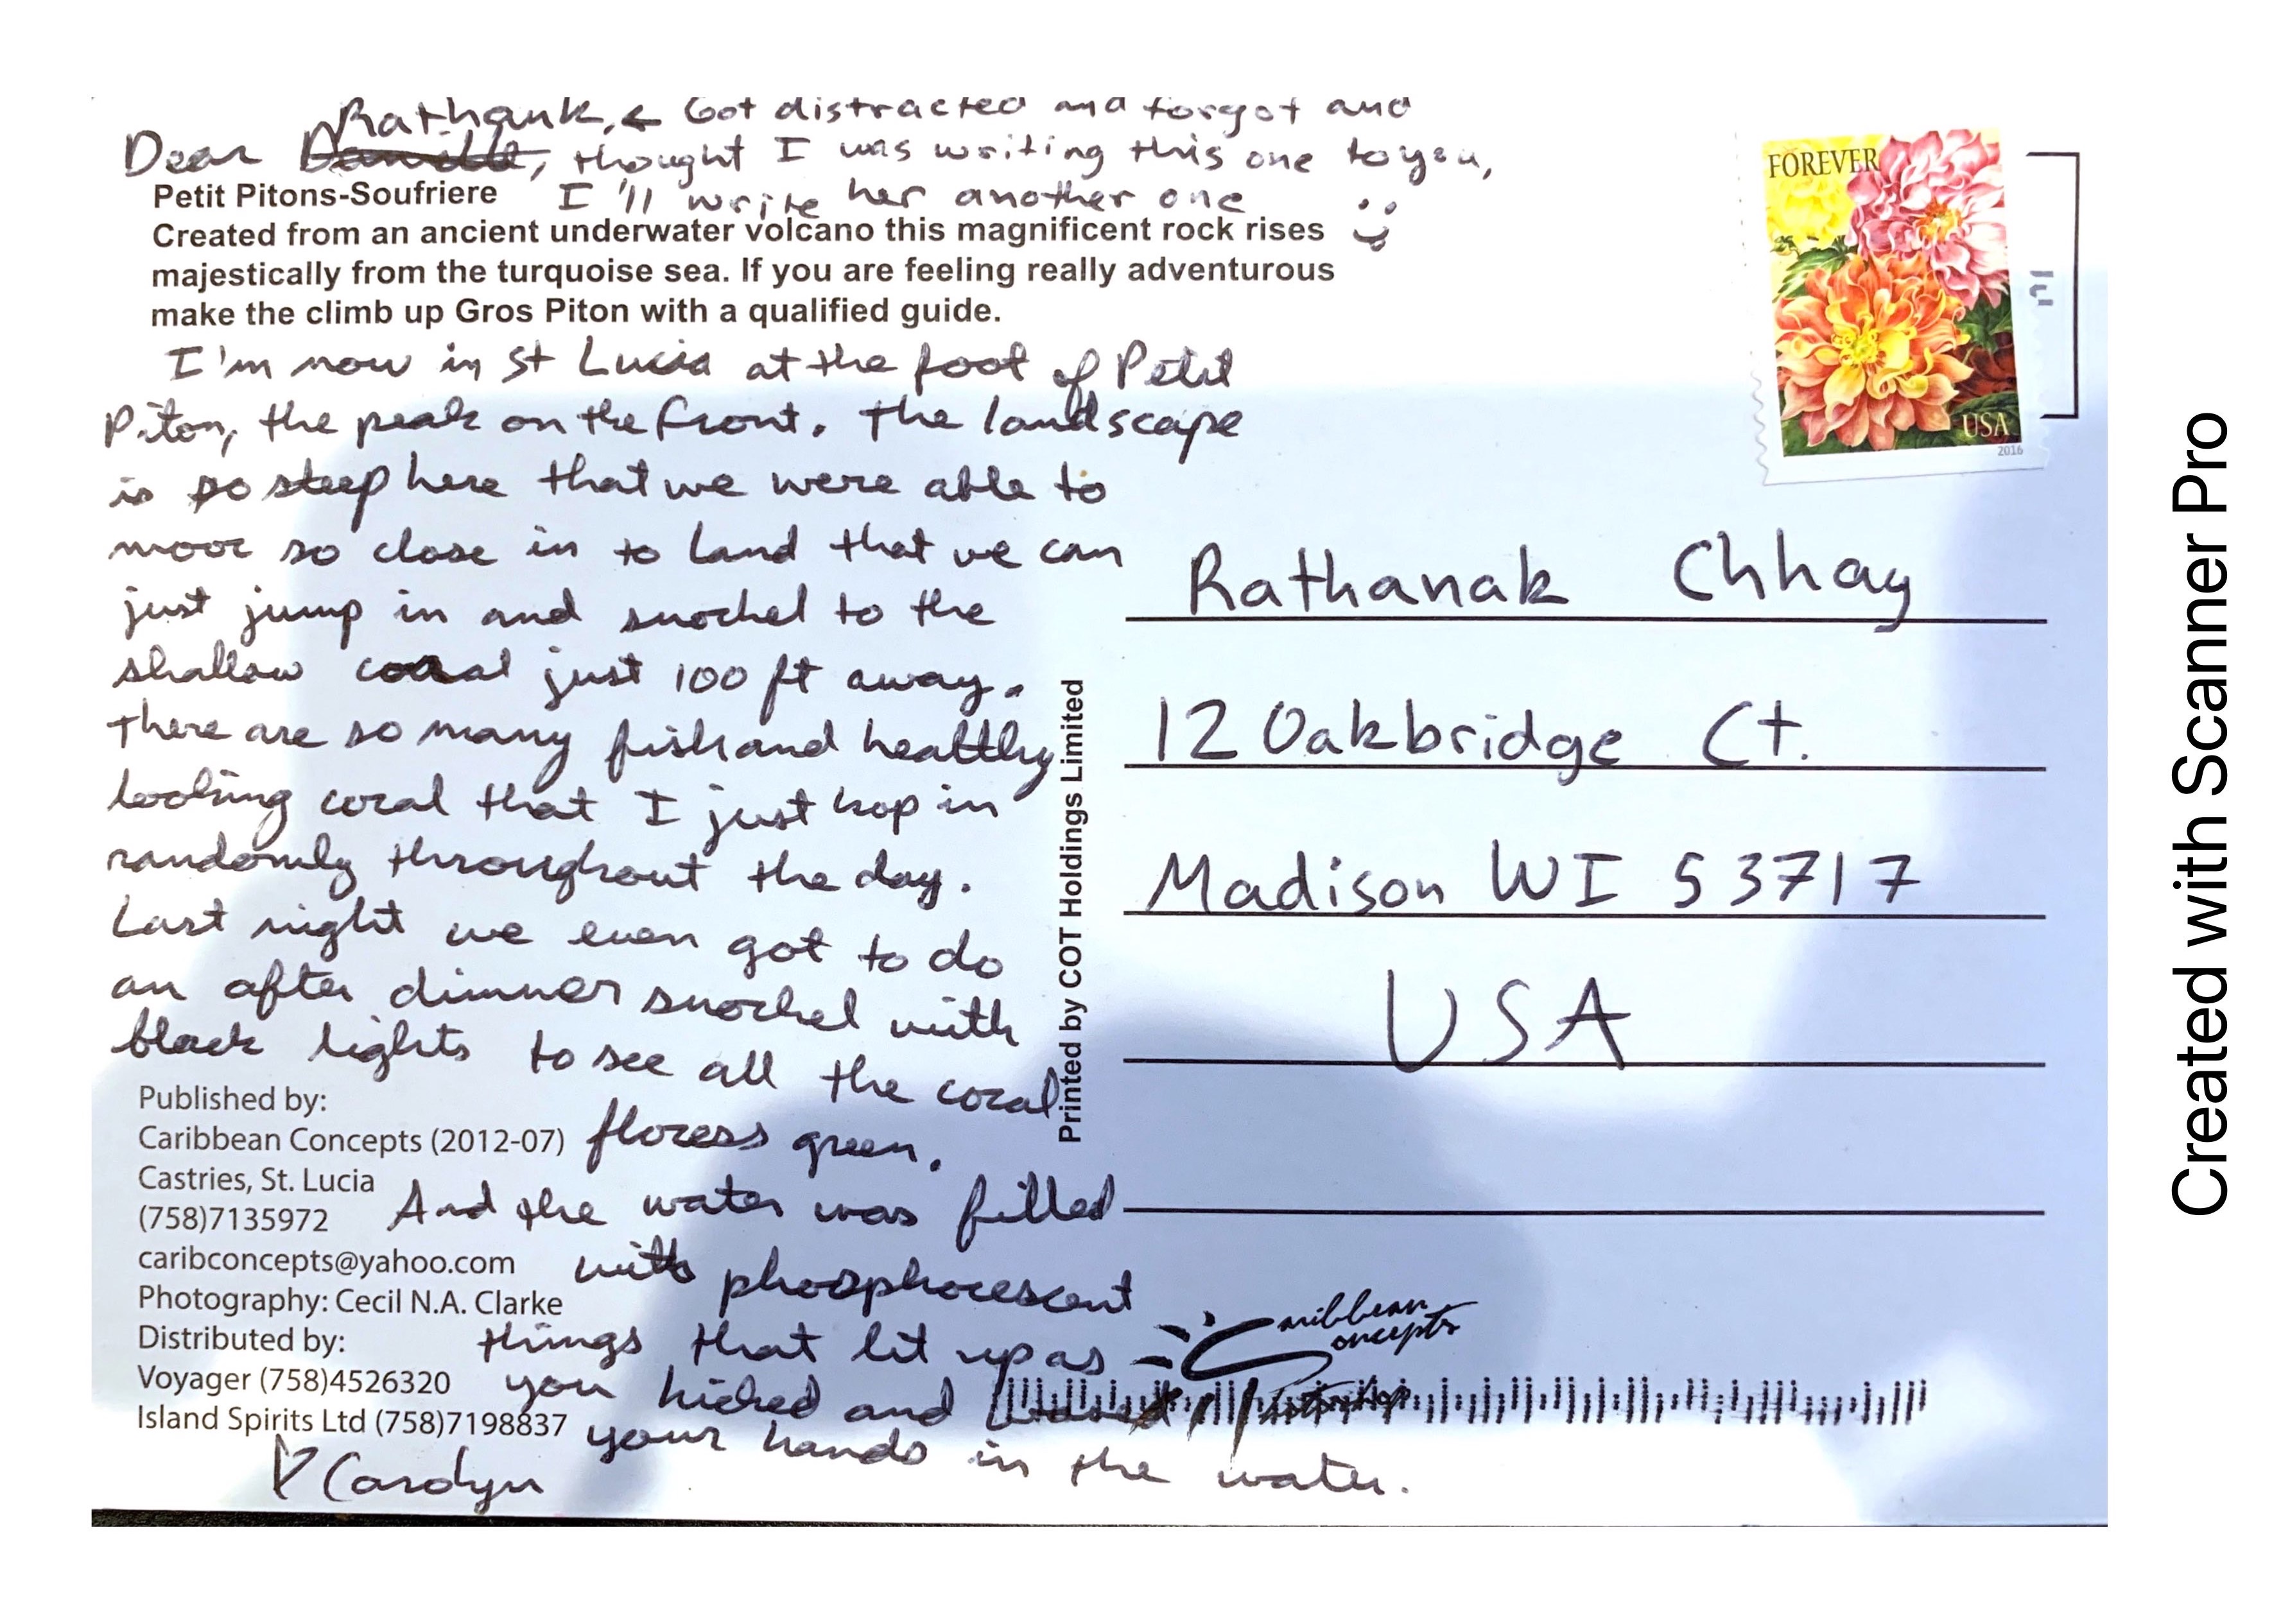 Rathank, ← Got distracted and forgot and
Dear , thought I was writing this one to you,
Petit Pitons-Soufriere I'll write her another one
Created from an ancient underwater volcano this magnificent rock rises
majestically from the turquoise sea. If you are feeling really adventurous
make the climb up Gros Piton with a qualified guide.
I'm now in St Lucia at the foot of Petit
Piton, the peak on the front. The landscape
is so steep here that we were able to
moor so close in to land that we can
just jump in and snorkel to the
shallow coral just 100 ft away.
There are so many fish and healthy
looking coral that I just hop in
randomly throughout the day.
Last night we even got to do
an after dinner snorkel with
black lights to see all the coral
floress green.
And the water was filled
with phosphorescent
things that lit up as
you kicked and
your hands in the water.
♡ Carolyn
Published by:
Caribbean Concepts (2012-07)
Castries, St. Lucia
(758)7135972
caribconcepts@yahoo.com
Photography: Cecil N.A. Clarke
Distributed by:
Voyager (758)4526320
Island Spirits Ltd (758)7198837
Printed by COT Holdings Limited
FOREVER
USA
2016
Rathanak Chhay
12 Oakbridge Ct.
Madison WI 53717
USA
Caribbean
Concepts
Created with Scanner Pro